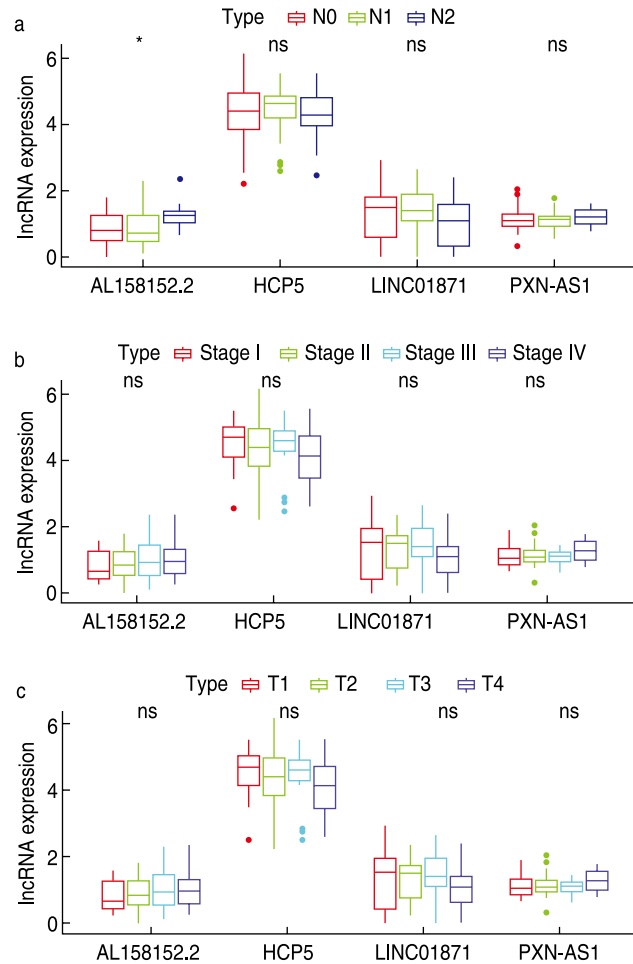 a
Type N0 N1 N2
* ns ns ns
6
4
2
0
lncRNA expression
AL158152.2 HCP5 LINC01871 PXN-AS1
b
Type Stage I Stage II Stage III Stage IV
ns ns ns ns
6
4
2
0
lncRNA expression
AL158152.2 HCP5 LINC01871 PXN-AS1
c
Type T1 T2 T3 T4
ns ns ns ns
6
4
2
0
lncRNA expression
AL158152.2 HCP5 LINC01871 PXN-AS1